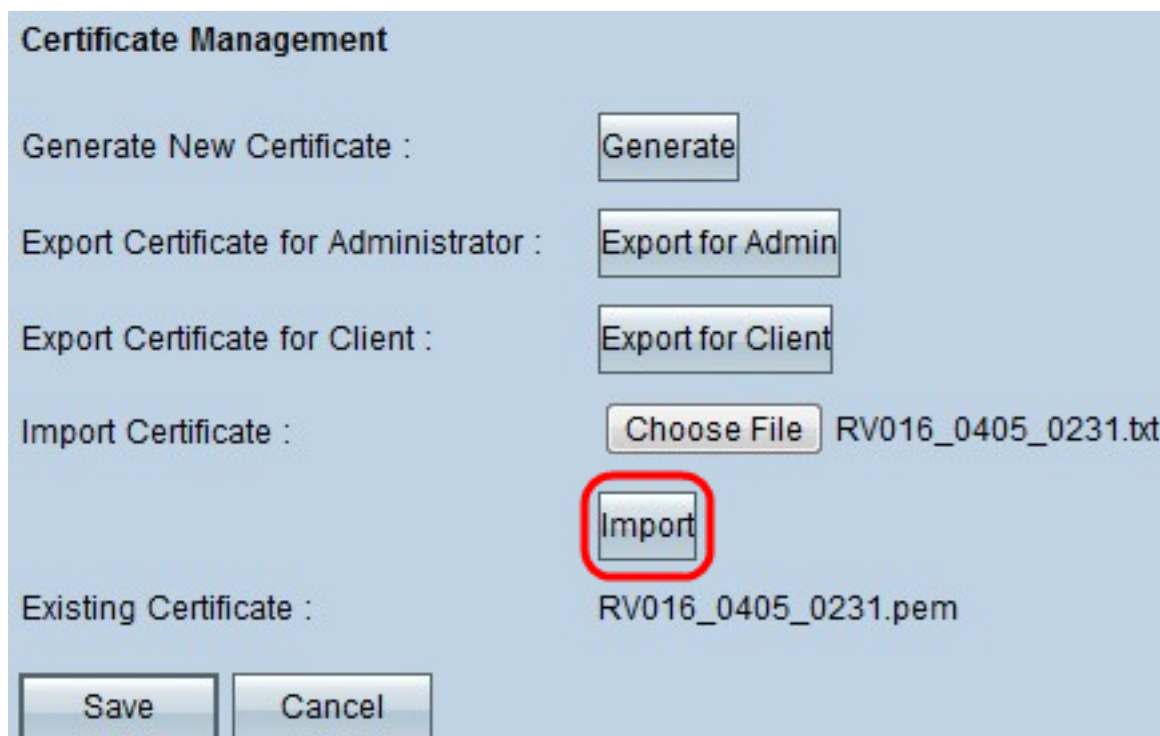 Certificate Management
Generate New Certificate : Generate
Export Certificate for Administrator : Export for Admin
Export Certificate for Client : Export for Client
Import Certificate : Choose File RV016_0405_0231.txt
Import
Existing Certificate : RV016_0405_0231.pem
Save Cancel